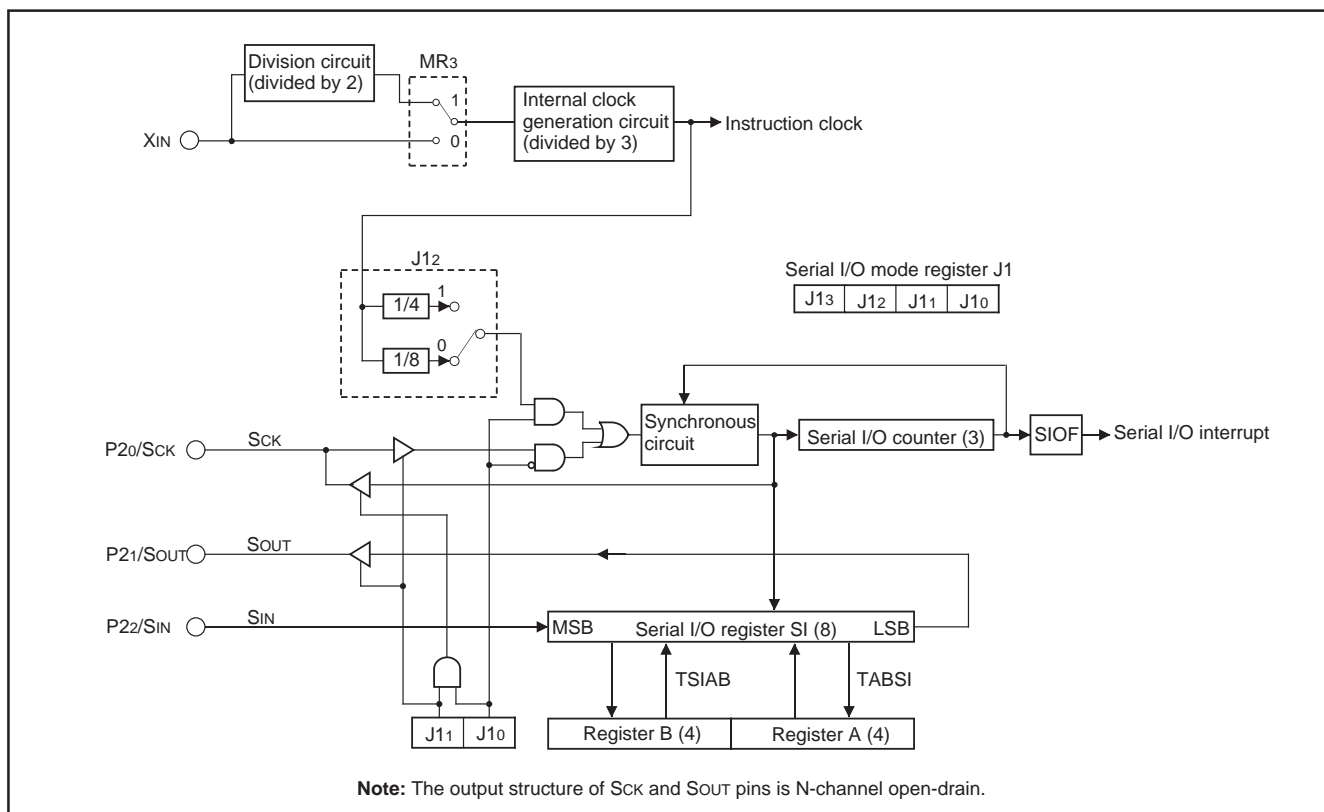 Division circuit
(divided by 2)
MR3
1
0
Internal clock
generation circuit
(divided by 3)
Instruction clock
XIN
J12
1/4
1
1/8
0
Serial I/O mode register J1
J13 J12 J11 J10
P20/SCK
SCK
Synchronous
circuit
Serial I/O counter (3)
SIOF
Serial I/O interrupt
P21/SOUT
SOUT
P22/SIN
SIN
MSB Serial I/O register SI (8) LSB
TSIAB
TABSI
J11 J10
Register B (4) Register A (4)
Note: The output structure of SCK and SOUT pins is N-channel open-drain.